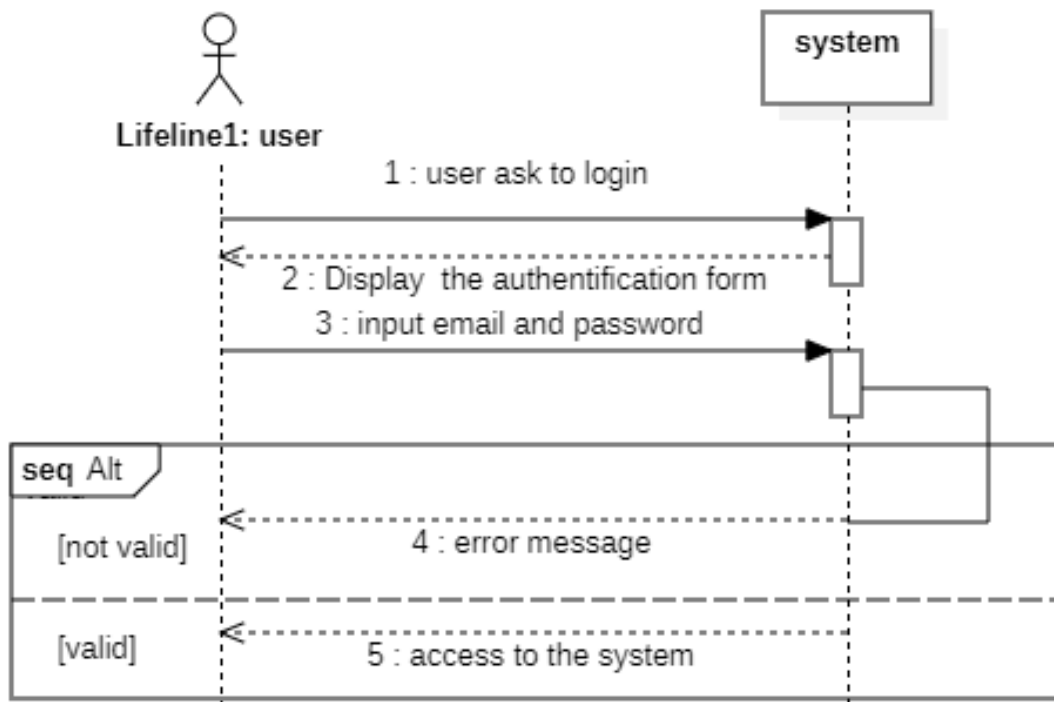 system
Lifeline1: user
1 : user ask to login
2 : Display the authentification form
3 : input email and password
seq Alt
[not valid]
4 : error message
[valid]
5 : access to the system